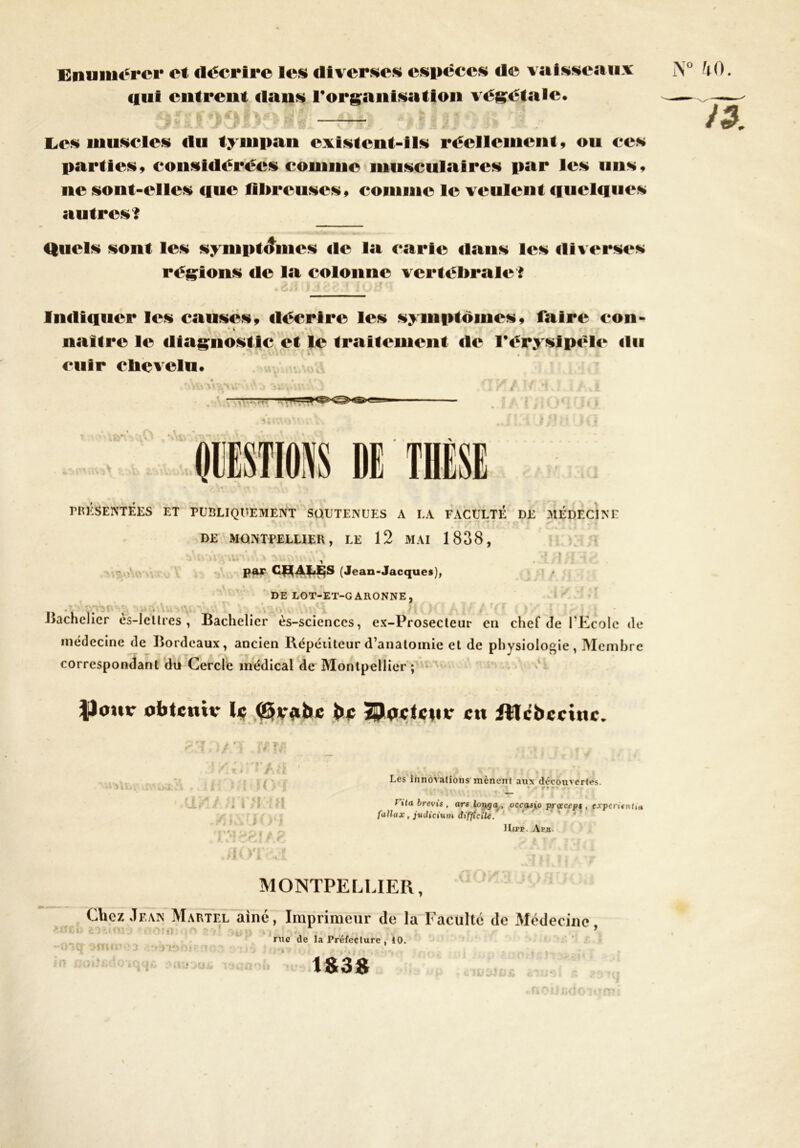 Enumérer et décrire les diverses espéces de vaisseaux
qui entrent dans l'organisation végétale.
N° 40.
13.
Les muscles du tympan existent-ils réellement, ou ces
parties, considérées comme musculaires par les uns,
ne sont-elles que fibreuses, comme le veulent quelques
autres?
Quels sont les symptômes de la carie dans les diverses
régions de la colonne vertébrale?
Indiquer les causes, décrire les symptômes, faire con-
naître le diagnostic et le traitement de l'érysipéle du
cuir chevelu.
QUESTIONS DE THÈSE
PRÉSENTÉES ET PUBLIQUEMENT SOUTENUES A LA FACULTÉ DE MÉDECINE
DE MONTPELLIER, LE 12 MAI 1838,
par CHALÈS (Jean-Jacques),
DE LOT-ET-GARONNE,
Bachelier ès-lettres, Bachelier ès-sciences, ex-Prosecteur en chef de l'Ecole de
médecine de Bordeaux, ancien Répétiteur d'anatomie et de physiologie, Membre
correspondant du Cercle médical de Montpellier;
Pour obtenir le Grade de Docteur en Médecine.
Les innovations mènent aux découvertes.
Vita brevis, ars longa, occasio præceps, experientia
fallax, judicium difficile.
HIPP. APH.
MONTPELLIER,
Chez JEAN MARTEL aîné, Imprimeur de la Faculté de Médecine,
rue de la Préfecture, 10.
1838